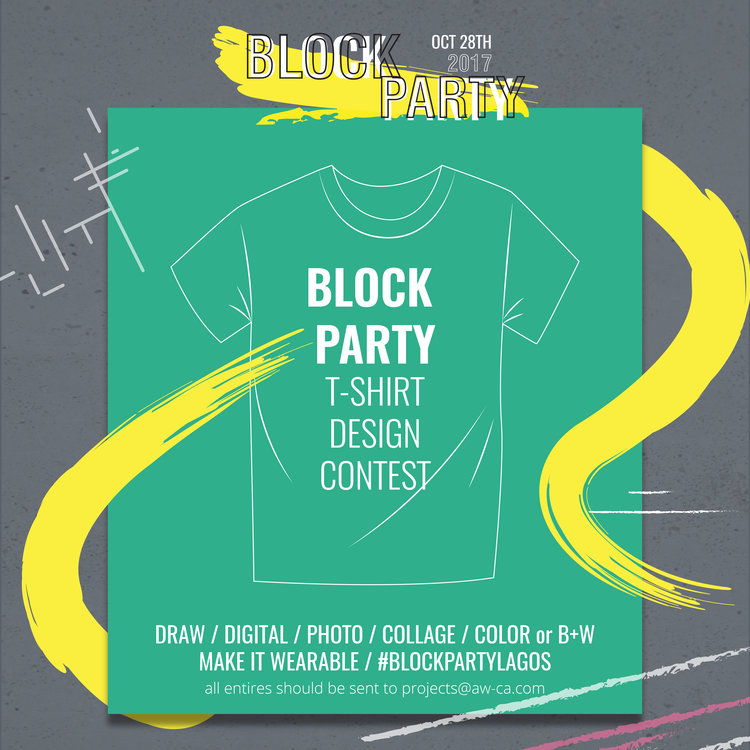 BLOCK
PARTY
OCT 28TH
2017
BLOCK
PARTY
T-SHIRT
DESIGN
CONTEST
DRAW / DIGITAL / PHOTO / COLLAGE / COLOR or B+W
MAKE IT WEARABLE / #BLOCKPARTYLAGOS
all entires should be sent to projects@aw-ca.com